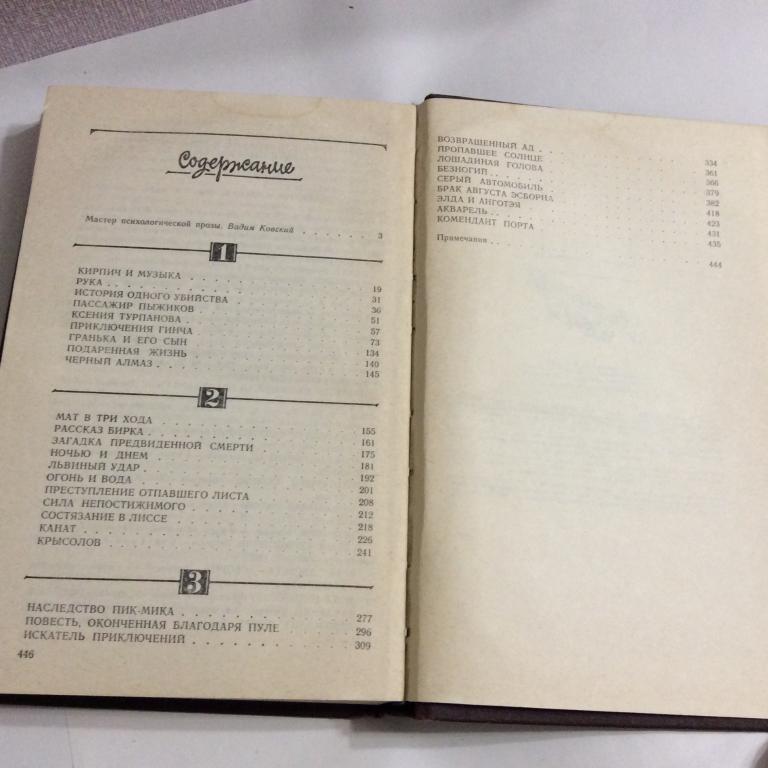 Содержание
Мастер психологической прозы. Вадим Ковский . . . . . . . 3
1
КИРПИЧ И МУЗЫКА . . . 19
РУКА . . . 31
ИСТОРИЯ ОДНОГО УБИЙСТВА . . . 36
ПАССАЖИР ПЫЖИКОВ . . . 51
КСЕНИЯ ТУРПАНОВА . . . 57
ПРИКЛЮЧЕНИЯ ГИНЧА . . . 73
ГРАНЬКА И ЕГО СЫН . . . 134
ПОДАРЕННАЯ ЖИЗНЬ . . . 140
ЧЕРНЫЙ АЛМАЗ . . . 145
2
МАТ В ТРИ ХОДА . . . 155
РАССКАЗ БИРКА . . . 161
ЗАГАДКА ПРЕДВИДЕННОЙ СМЕРТИ . . . 175
НОЧЬЮ И ДНЕМ . . . 181
ЛЬВИНЫЙ УДАР . . . 192
ОГОНЬ И ВОДА . . . 201
ПРЕСТУПЛЕНИЕ ОТПАВШЕГО ЛИСТА . . . 208
СИЛА НЕПОСТИЖИМОГО . . . 212
СОСТЯЗАНИЕ В ЛИССЕ . . . 218
КАНАТ . . . 226
КРЫСОЛОВ . . . 241
3
НАСЛЕДСТВО ПИК-МИКА . . . 277
ПОВЕСТЬ, ОКОНЧЕННАЯ БЛАГОДАРЯ ПУЛЕ . . . 296
ИСКАТЕЛЬ ПРИКЛЮЧЕНИЙ . . . 309
446
ВОЗВРАЩЕННЫЙ АД . . . 334
ПРОПАВШЕЕ СОЛНЦЕ . . . 361
ЛОШАДИНАЯ ГОЛОВА . . . 366
БЕЗНОГИЙ . . . 379
СЕРЫЙ АВТОМОБИЛЬ . . . 382
БРАК АВГУСТА ЭСБОРНА . . . 418
ЭЛДА И АНГОТЭЯ . . . 423
АКВАРЕЛЬ . . . 431
КОМЕНДАНТ ПОРТА . . . 435
Примечания . . . 444